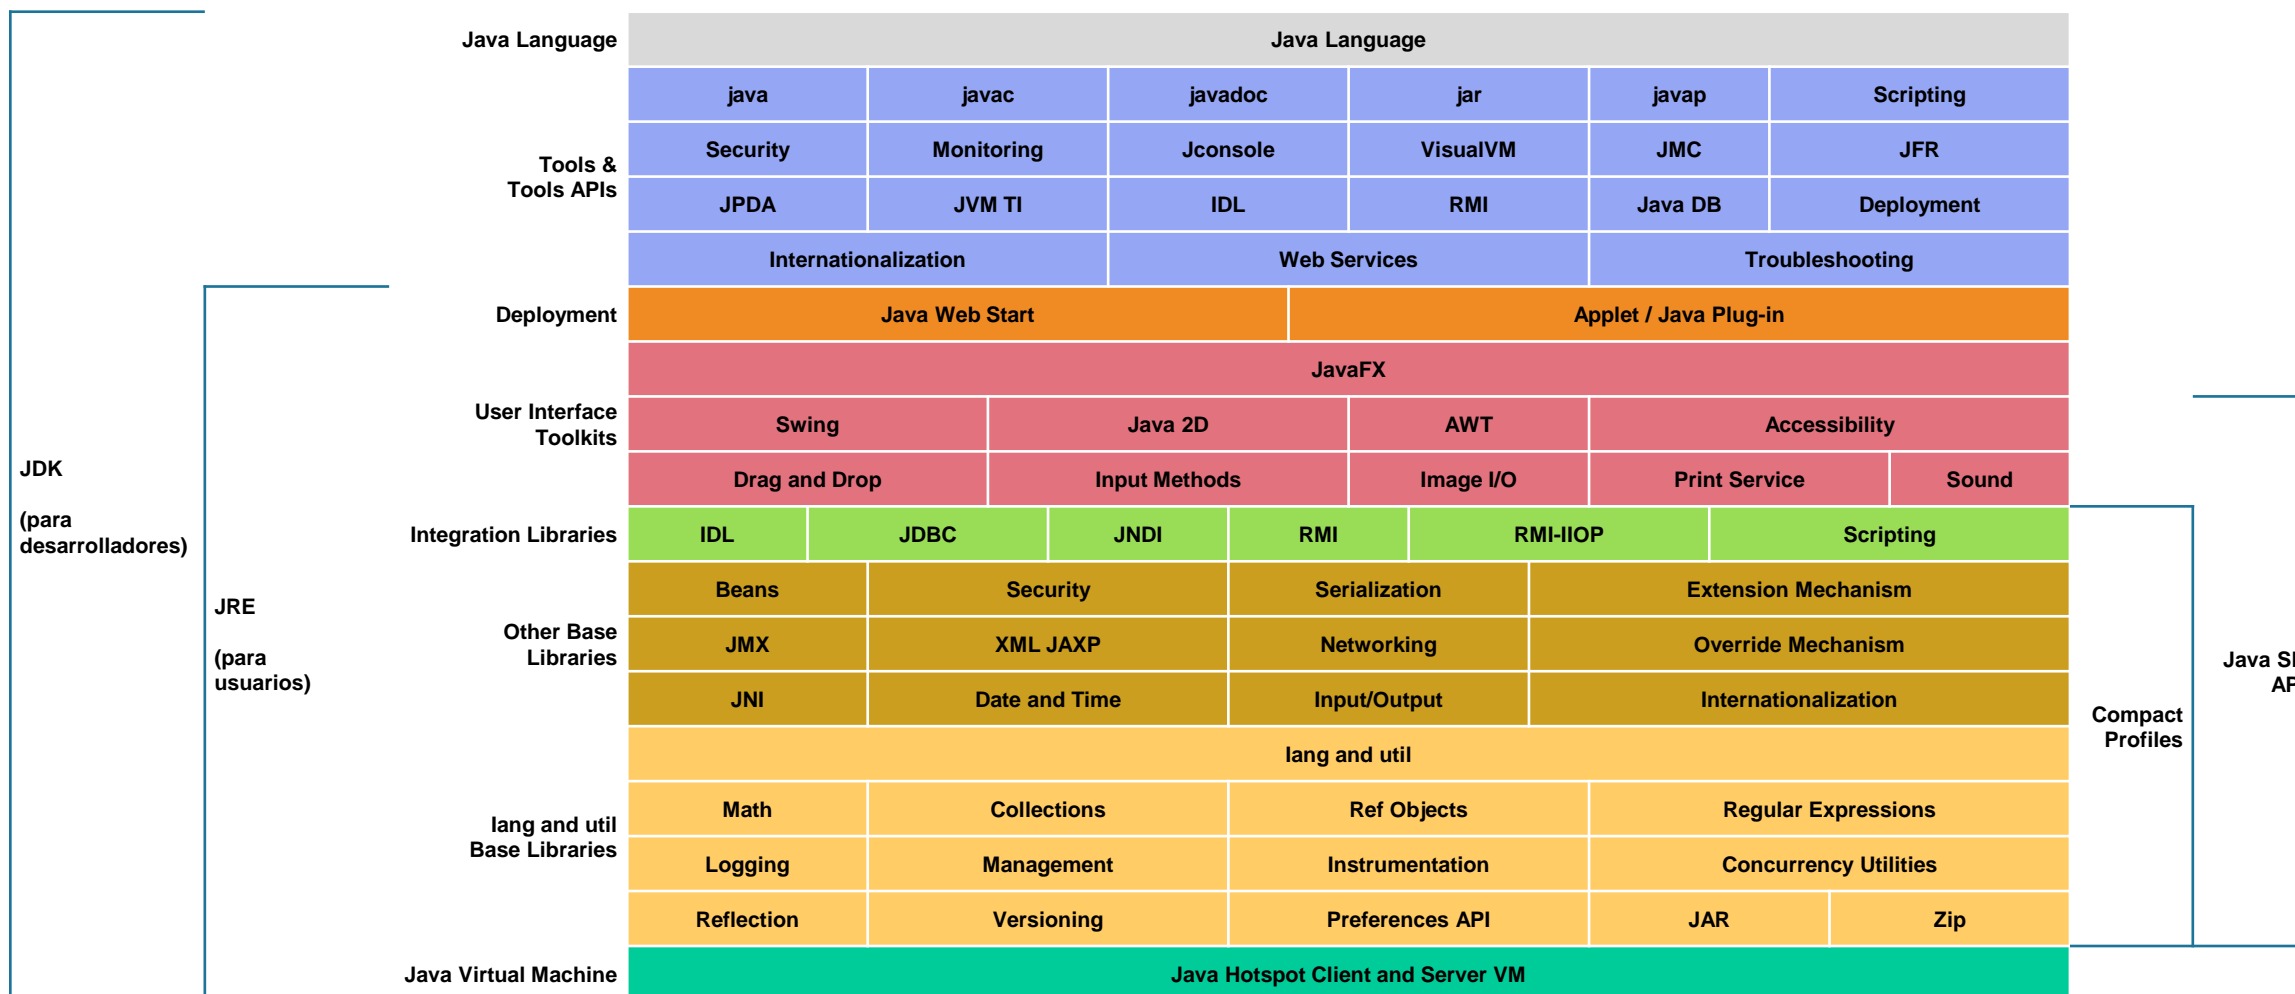 Java Language
Java Language
java javac javadoc jar javap Scripting
Security Monitoring Jconsole VisualVM JMC JFR
Tools &
Tools APIs
JPDA JVM TI IDL RMI Java DB Deployment
Internationalization Web Services Troubleshooting
Deployment
Java Web Start Applet / Java Plug-in
JavaFX
User Interface
Toolkits
Swing Java 2D AWT Accessibility
Drag and Drop Input Methods Image I/O Print Service Sound
JDK
(para
desarrolladores)
Integration Libraries
IDL JDBC JNDI RMI RMI-IIOP Scripting
JRE
(para
usuarios)
Beans Security Serialization Extension Mechanism
Other Base
Libraries
JMX XML JAXP Networking Override Mechanism
JNI Date and Time Input/Output Internationalization
Java
Compact
Profiles
lang and util
lang and util
Base Libraries
Math Collections Ref Objects Regular Expressions
Logging Management Instrumentation Concurrency Utilities
Reflection Versioning Preferences API JAR Zip
Java Virtual Machine
Java Hotspot Client and Server VM